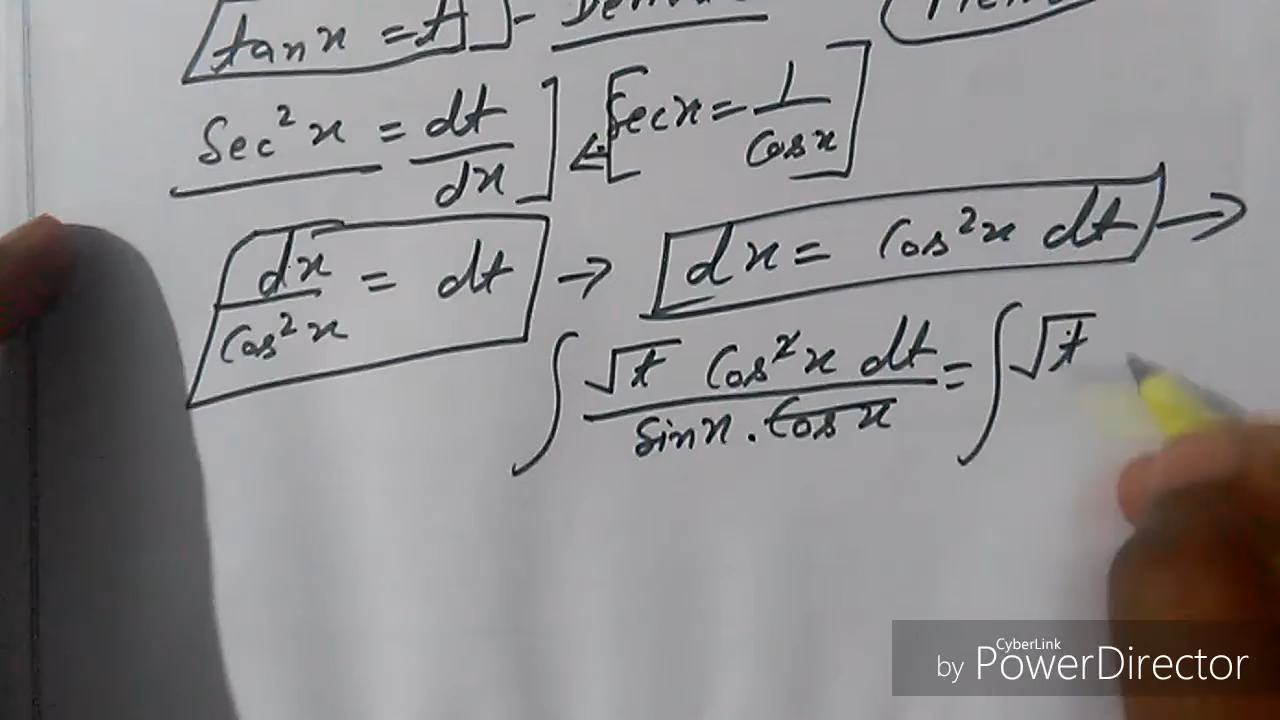 tan x = t] -
Sec² x = dt/dx] ← [Sec x = 1/Cos x]
dx/Cos² x = dt → dx = Cos² x dt →
∫ √t Cos² x dt / Sin x . Cos x = ∫ √t
CyberLink
by PowerDirector